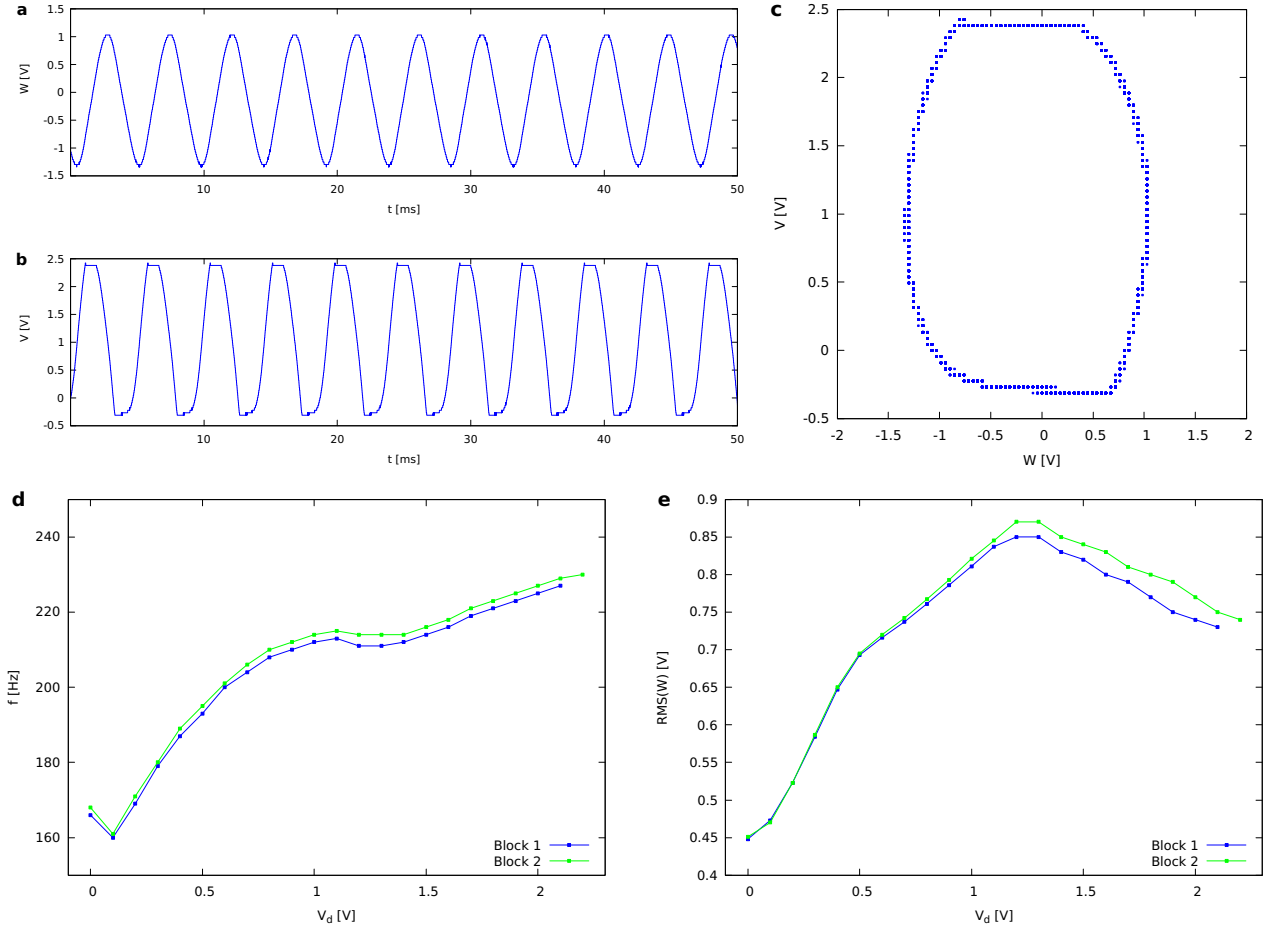 a
1.5
1
0.5
0
-0.5
-1
-1.5
W [V]
10 20 30 40 50
t [ms]
b
2.5
2
1.5
1
0.5
0
-0.5
V [V]
10 20 30 40 50
t [ms]
c
2.5
2
1.5
1
0.5
0
-0.5
V [V]
-2 -1.5 -1 -0.5 0 0.5 1 1.5 2
W [V]
d
240
220
200
180
160
f [Hz]
Block 1
Block 2
0 0.5 1 1.5 2
V_d [V]
e
0.9
0.85
0.8
0.75
0.7
0.65
0.6
0.55
0.5
0.45
0.4
RMS(W) [V]
Block 1
Block 2
0 0.5 1 1.5 2
V_d [V]